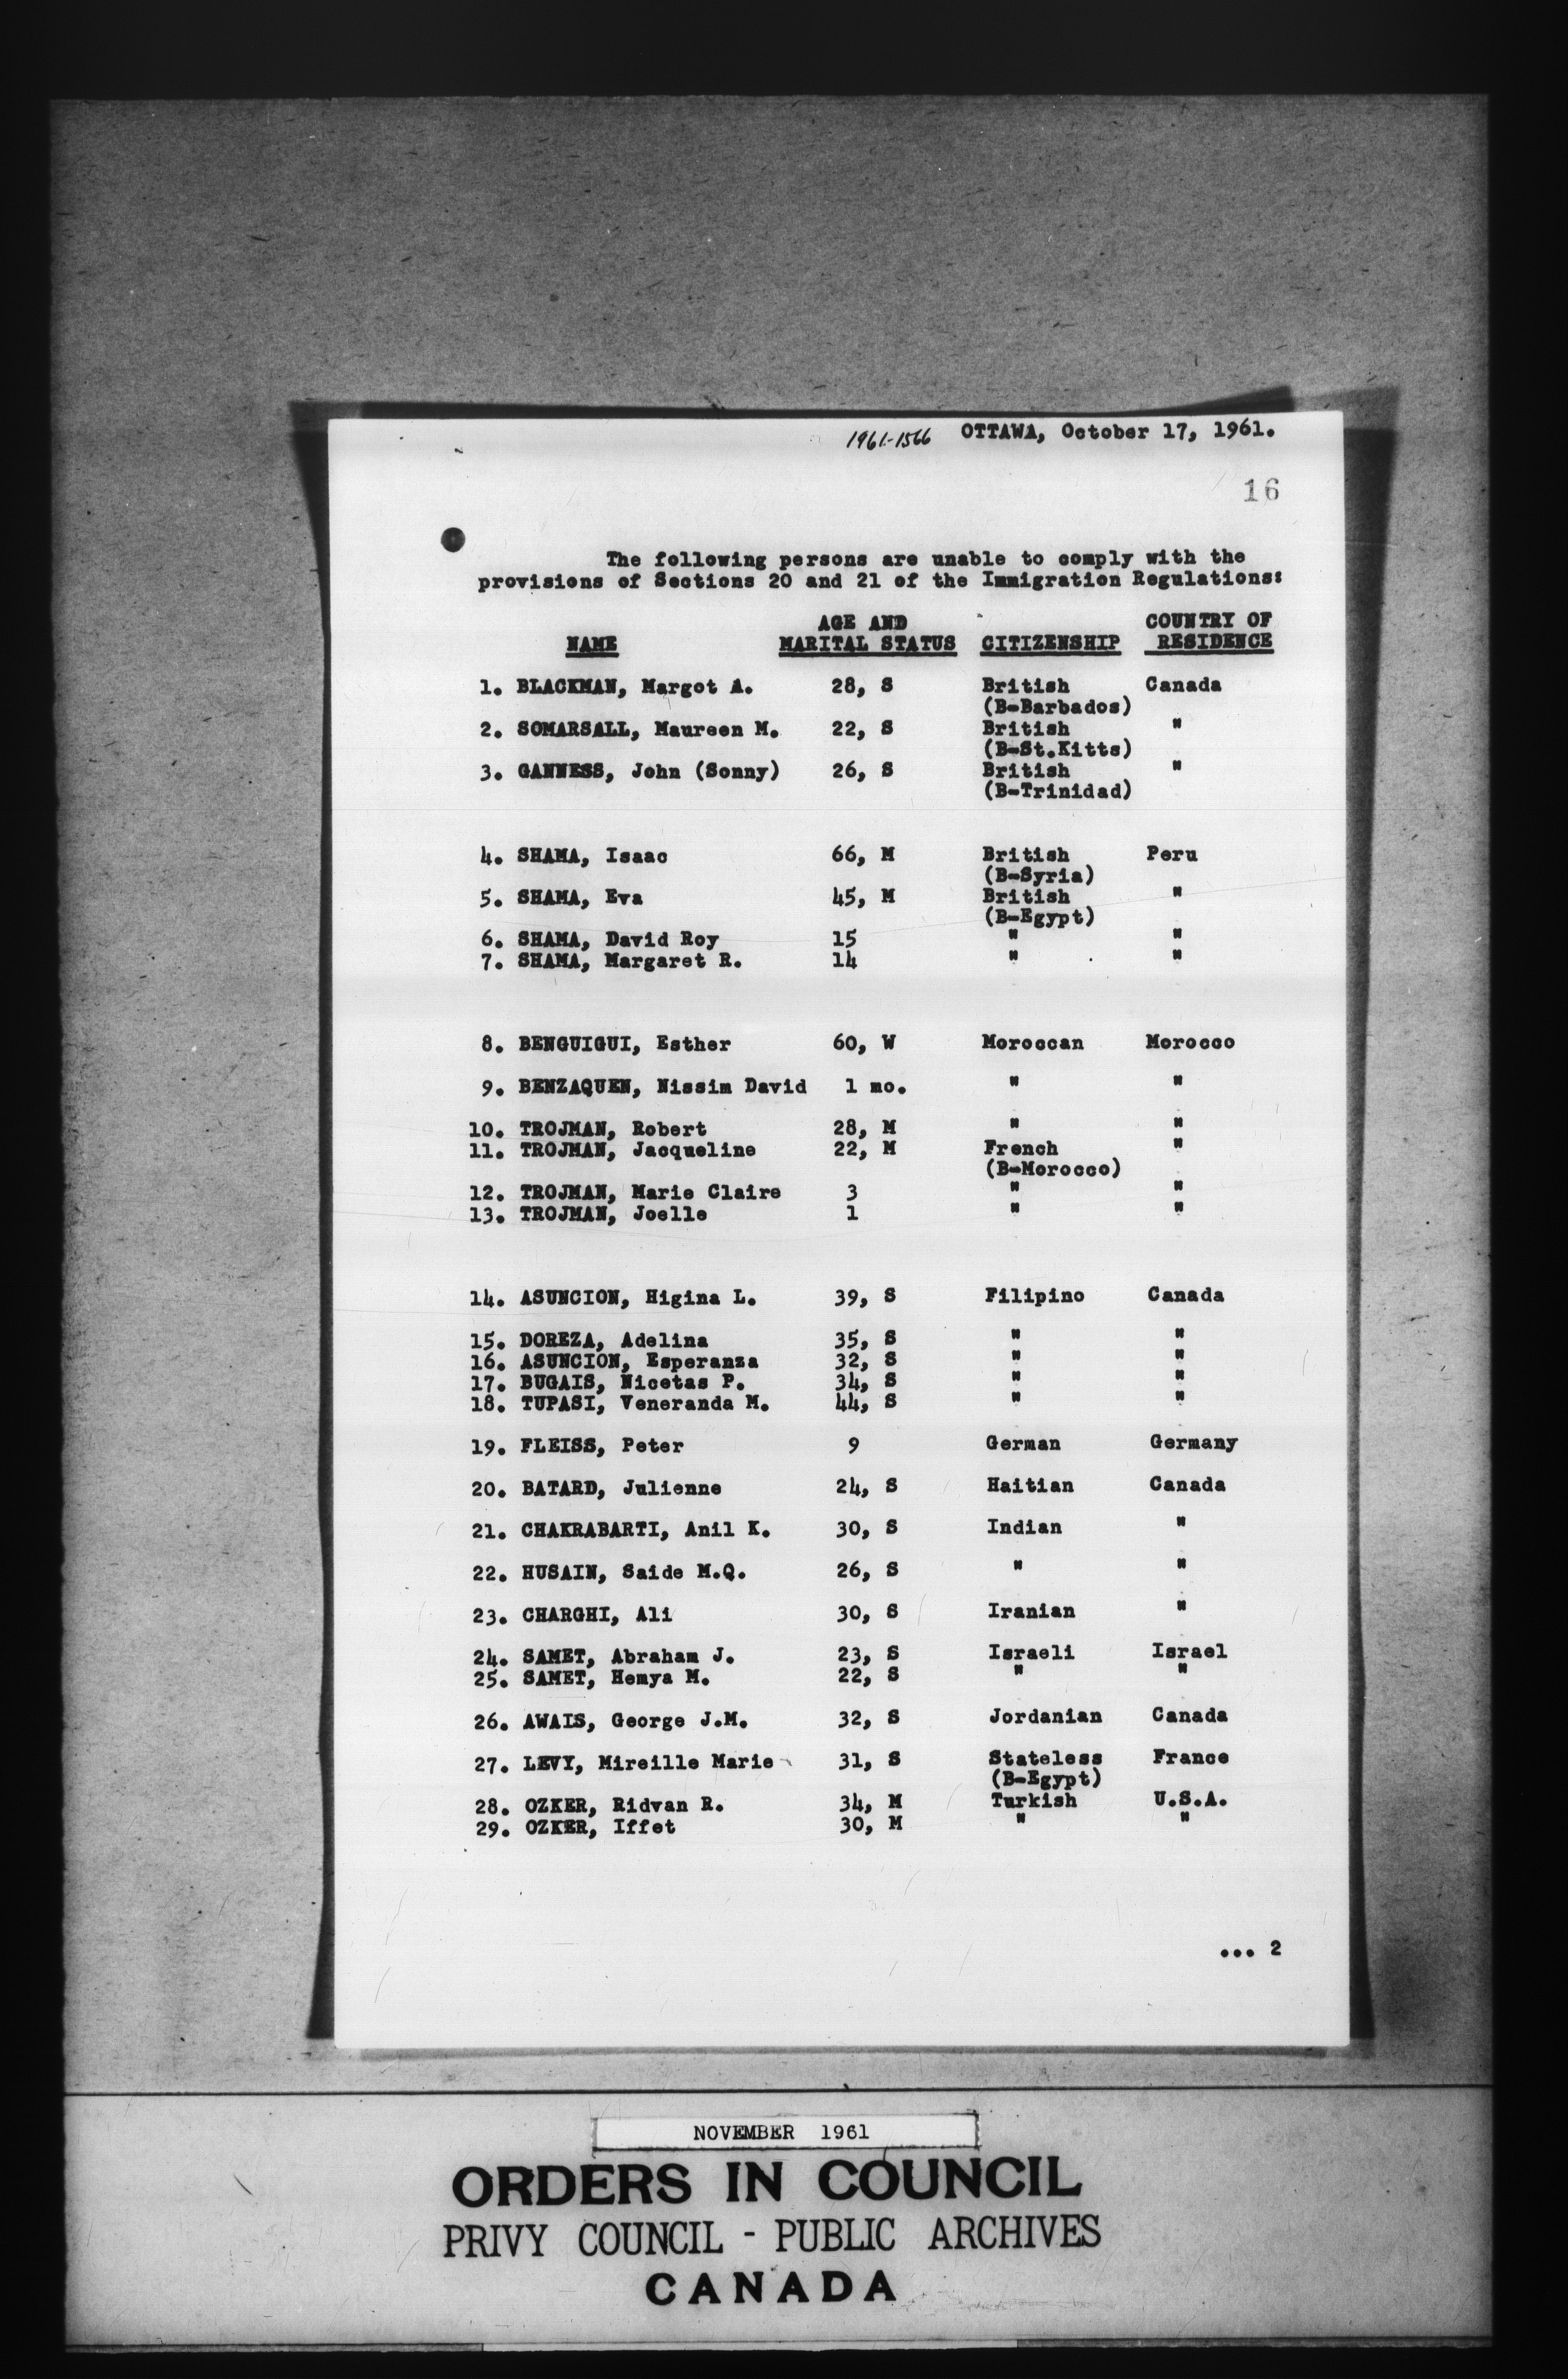 1961-1566 OTTAWA, October 17, 1961.
16
The following persons are unable to comply with the
provisions of Sections 20 and 21 of the Immigration Regulations:
AGE AND COUNTRY OF
NAME MARITAL STATUS CITIZENSHIP RESIDENCE
1. BLACKMAN, Margot A. 28, S British Canada
(B-Barbados)
2. SOMARSALL, Maureen M. 22, S British "
(B-St.Kitts)
3. GANNESS, John (Sonny) 26, S British "
(B-Trinidad)
4. SHAMA, Isaac 66, M British Peru
(B-Syria)
5. SHAMA, Eva 45, M British "
(B-Egypt)
6. SHAMA, David Roy 15 " "
7. SHAMA, Margaret R. 14 " "
8. BENGUIGUI, Esther 60, W Moroccan Morocco
9. BENZAQUEN, Nissim David 1 mo. " "
10. TROJMAN, Robert 28, M " "
11. TROJMAN, Jacqueline 22, M French "
(B-Morocco)
12. TROJMAN, Marie Claire 3 " "
13. TROJMAN, Joelle 1 " "
14. ASUNCION, Higina L. 39, S Filipino Canada
15. DOREZA, Adelina 35, S " "
16. ASUNCION, Esperanza 32, S " "
17. BUGAIS, Nicetas P. 34, S " "
18. TUPASI, Veneranda M. 44, S " "
19. FLEISS, Peter 9 German Germany
20. BATARD, Julienne 24, S Haitian Canada
21. CHAKRABARTI, Anil K. 30, S Indian "
22. HUSAIN, Saide M.Q. 26, S " "
23. CHARGHI, Ali 30, S Iranian "
24. SAMET, Abraham J. 23, S Israeli Israel
25. SAMET, Hemya M. 22, S " "
26. AWAIS, George J.M. 32, S Jordanian Canada
27. LEVY, Mireille Marie 31, S Stateless France
(B-Egypt)
28. OZKER, Ridvan R. 34, M Turkish U.S.A.
29. OZKER, Iffet 30, M " "
... 2
NOVEMBER 1961
ORDERS IN COUNCIL
PRIVY COUNCIL - PUBLIC ARCHIVES
CANADA